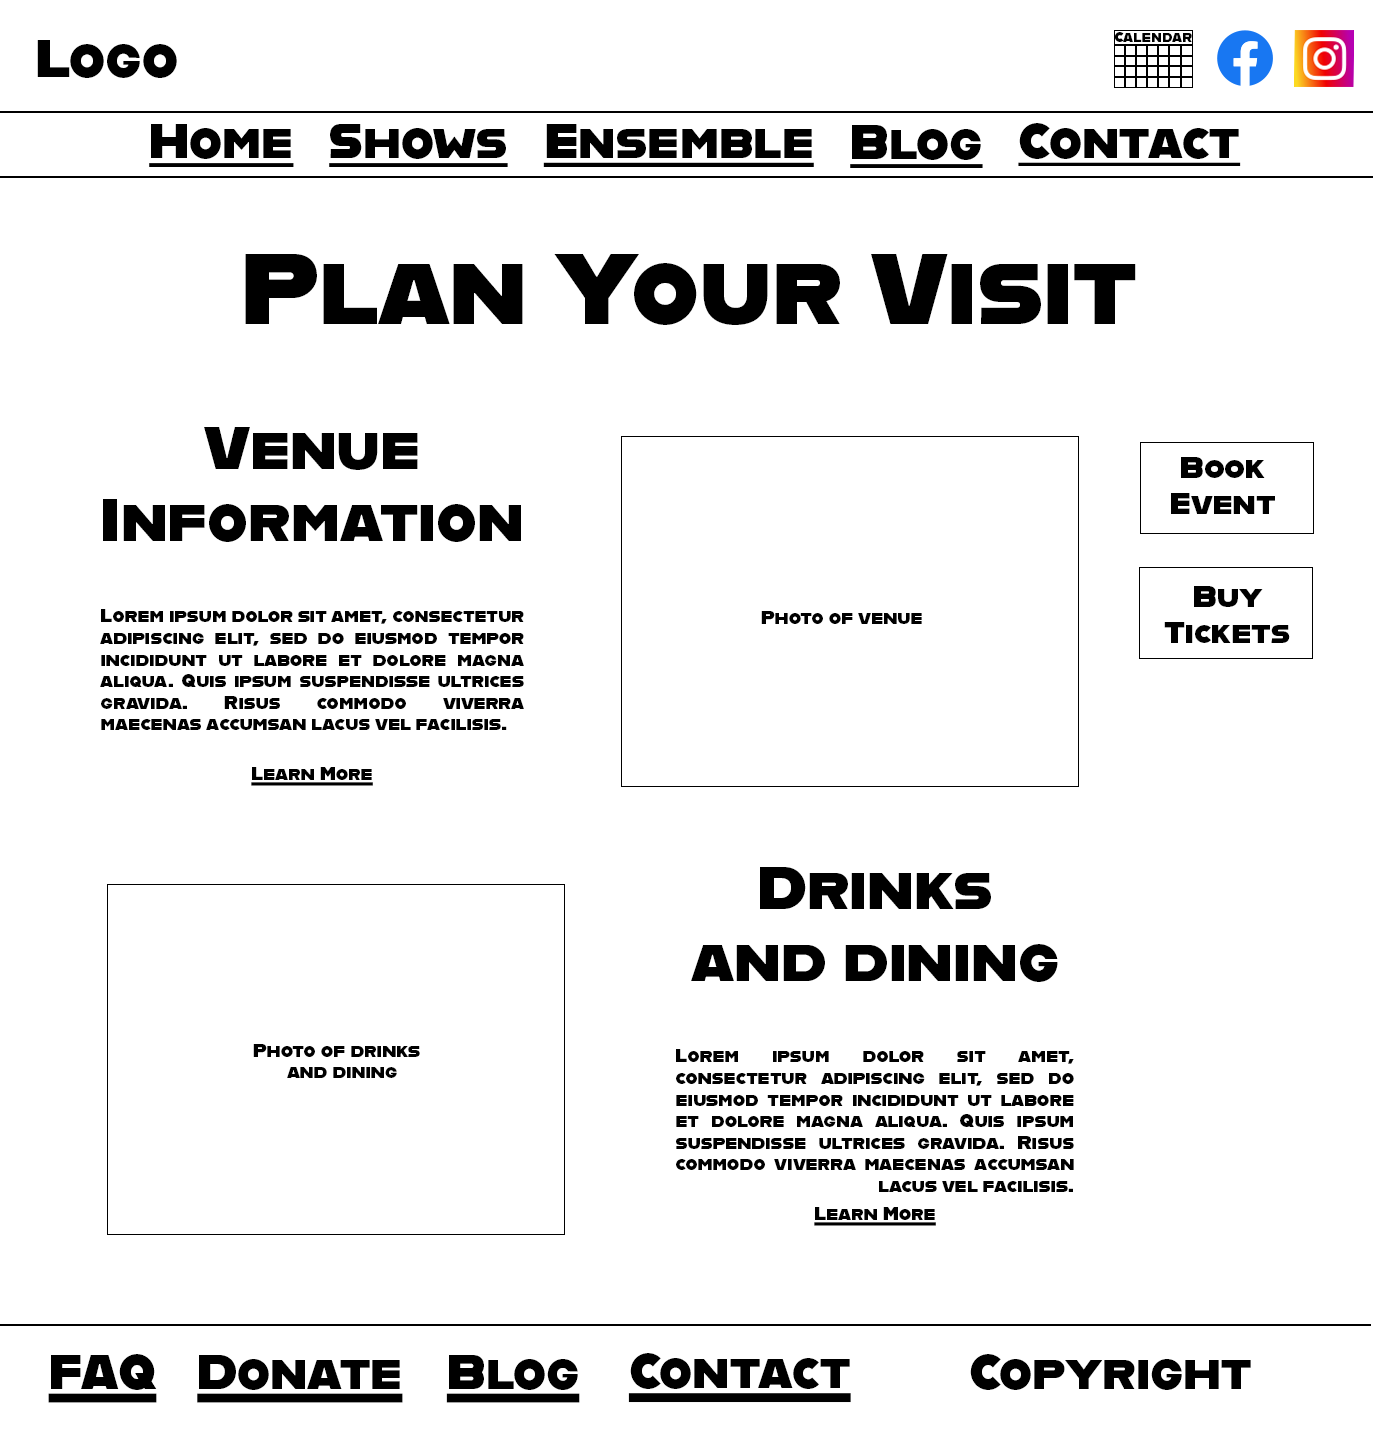 Logo
Calendar
Home Shows Ensemble Blog Contact
Plan Your Visit
Venue
Information
Lorem ipsum dolor sit amet, consectetur
adipiscing elit, sed do eiusmod tempor
incididunt ut labore et dolore magna
aliqua. Quis ipsum suspendisse ultrices
gravida. Risus commodo viverra
maecenas accumsan lacus vel facilisis.
Learn More
Photo of venue
Book
Event
Buy
Tickets
Photo of drinks
and dining
Drinks
and dining
Lorem ipsum dolor sit amet,
consectetur adipiscing elit, sed do
eiusmod tempor incididunt ut labore
et dolore magna aliqua. Quis ipsum
suspendisse ultrices gravida. Risus
commodo viverra maecenas accumsan
lacus vel facilisis.
Learn More
FAQ Donate Blog Contact Copyright